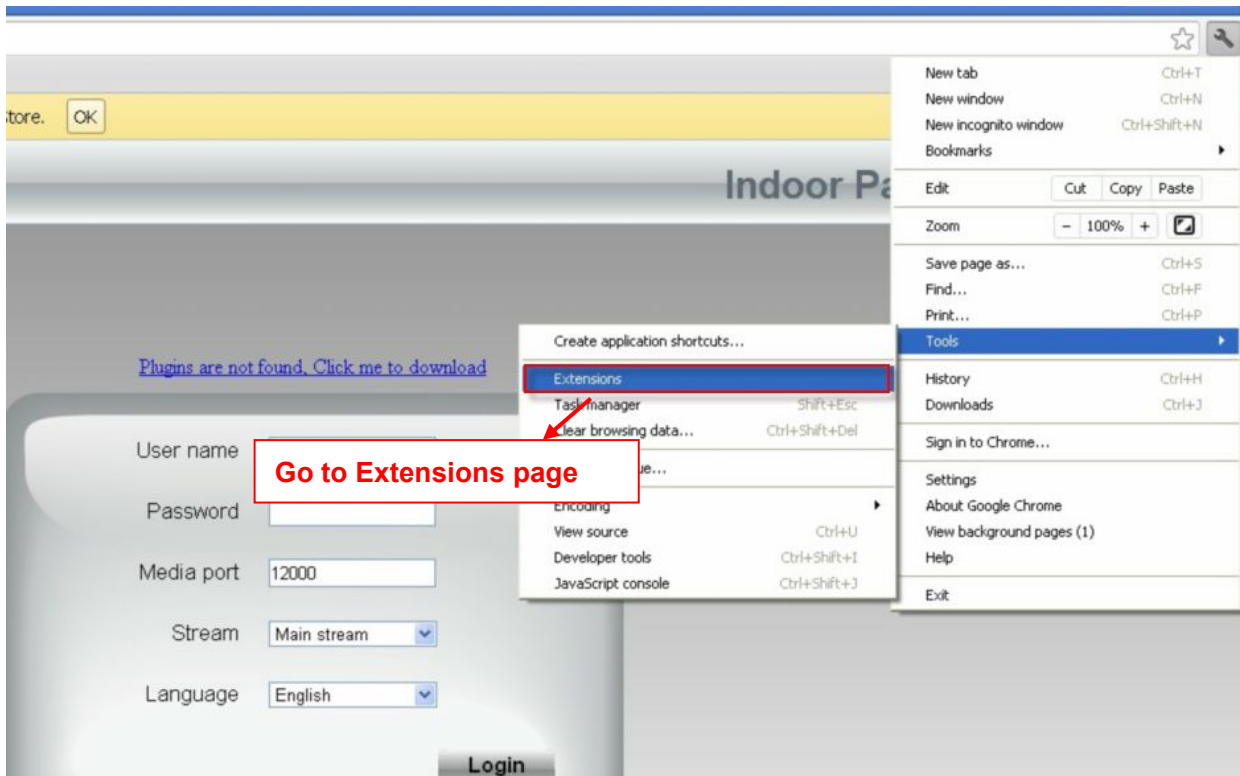 New tab Ctrl+T
New window Ctrl+N
tore. OK
New incognito window Ctrl+Shift+N
Bookmarks
Indoor Pa
Edit Cut Copy Paste
Zoom - 100% +
Save page as... Ctrl+S
Find... Ctrl+F
Print... Ctrl+P
Tools
History Ctrl+H
Downloads Ctrl+J
Sign in to Chrome...
Settings
About Google Chrome
View background pages (1)
Help
Exit
Create application shortcuts...
Extensions
Task manager Shift+Esc
Clear browsing data... Ctrl+Shift+Del
ue...
Encoding
View source Ctrl+U
Developer tools Ctrl+Shift+I
JavaScript console Ctrl+Shift+J
Go to Extensions page
Plugins are not found, Click me to download
User name
Password
Media port 12000
Stream Main stream
Language English
Login